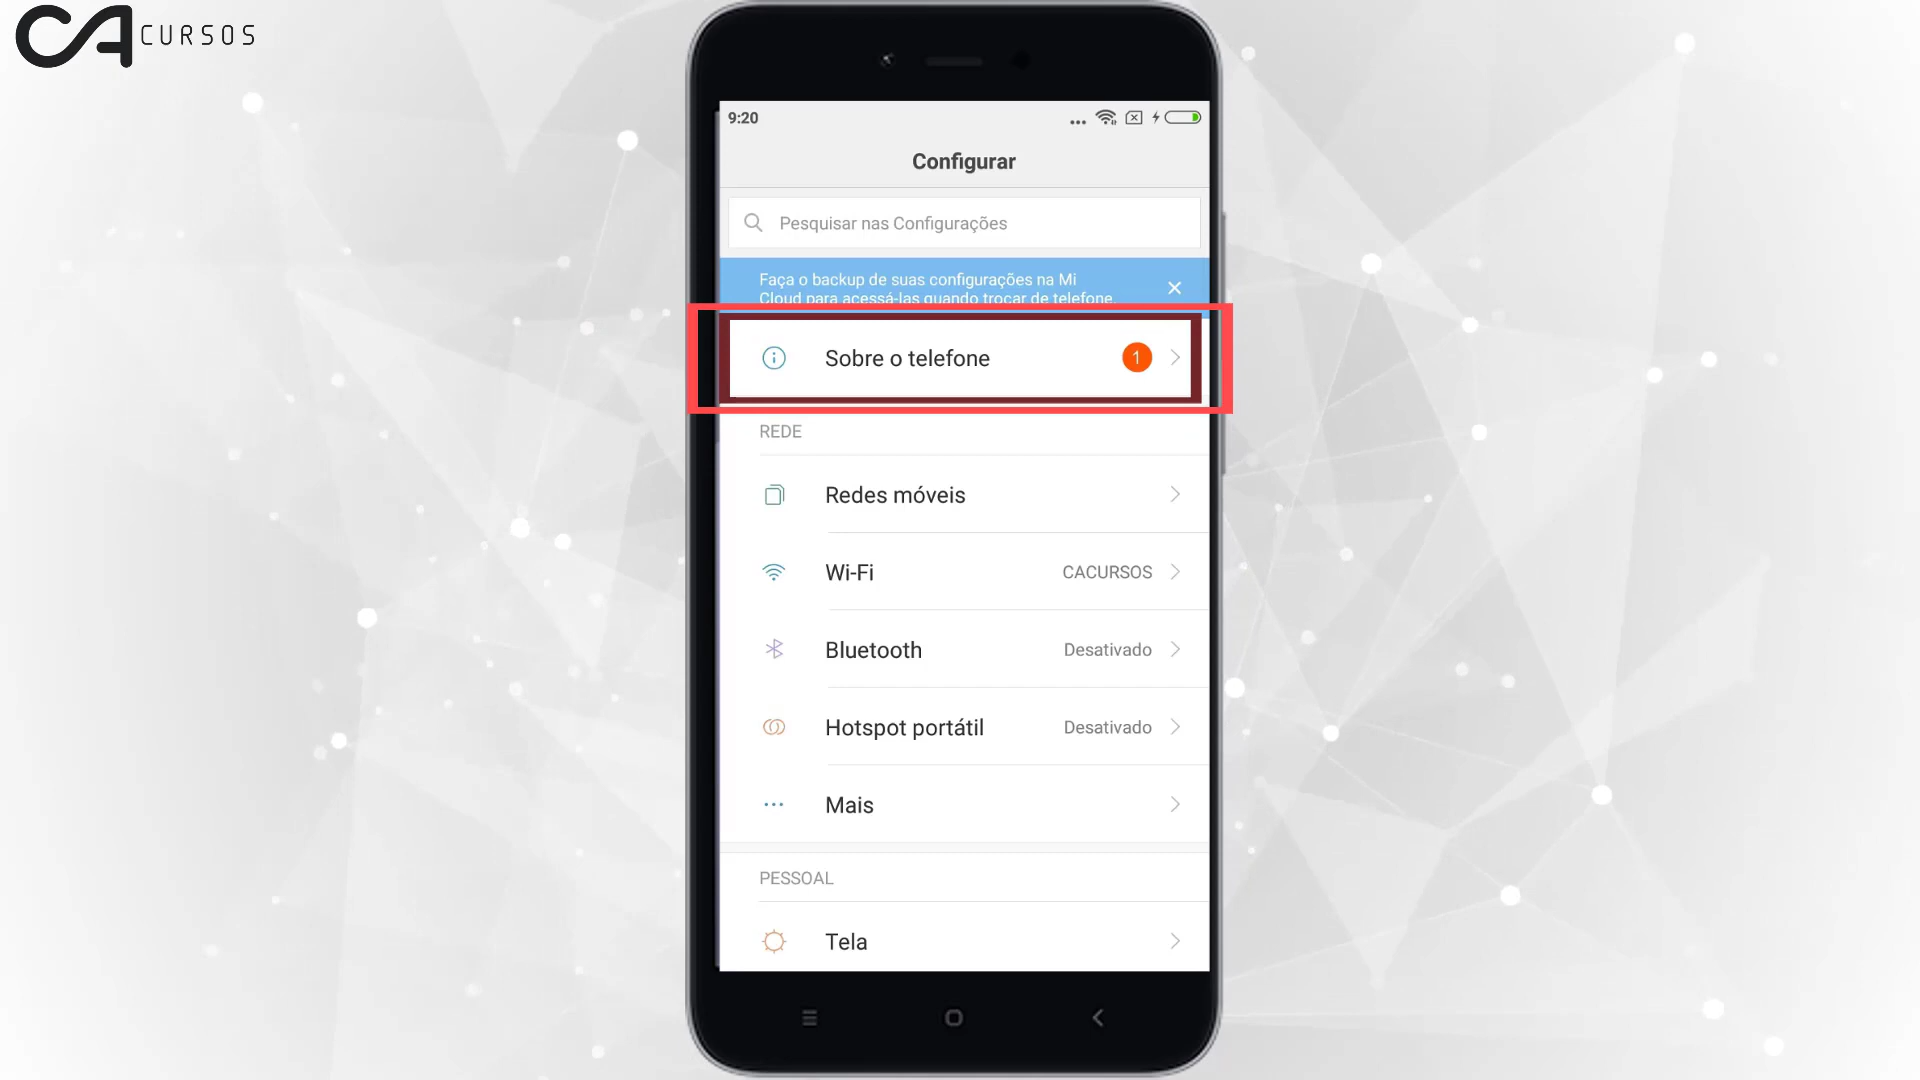 CA CURSOS
9:20
Configurar
Pesquisar nas Configurações
Faça o backup de suas configurações na Mi
Cloud para acessá-las quando trocar de telefone.
Sobre o telefone 1
REDE
Redes móveis
Wi-Fi CACURSOS
Bluetooth Desativado
Hotspot portátil Desativado
Mais
PESSOAL
Tela